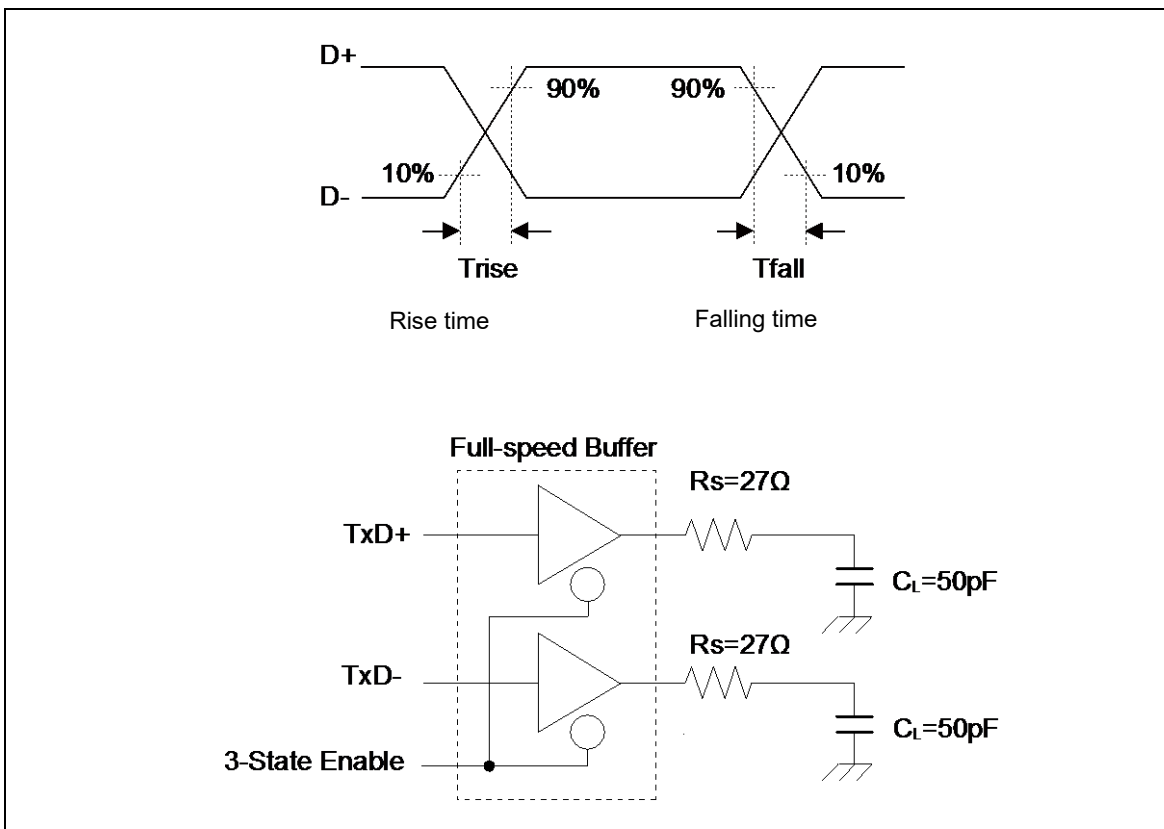 D+
90%
90%
10%
10%
D-
Trise
Tfall
Rise time
Falling time
Full-speed Buffer
Rs=27Ω
TxD+
CL=50pF
Rs=27Ω
TxD-
CL=50pF
3-State Enable